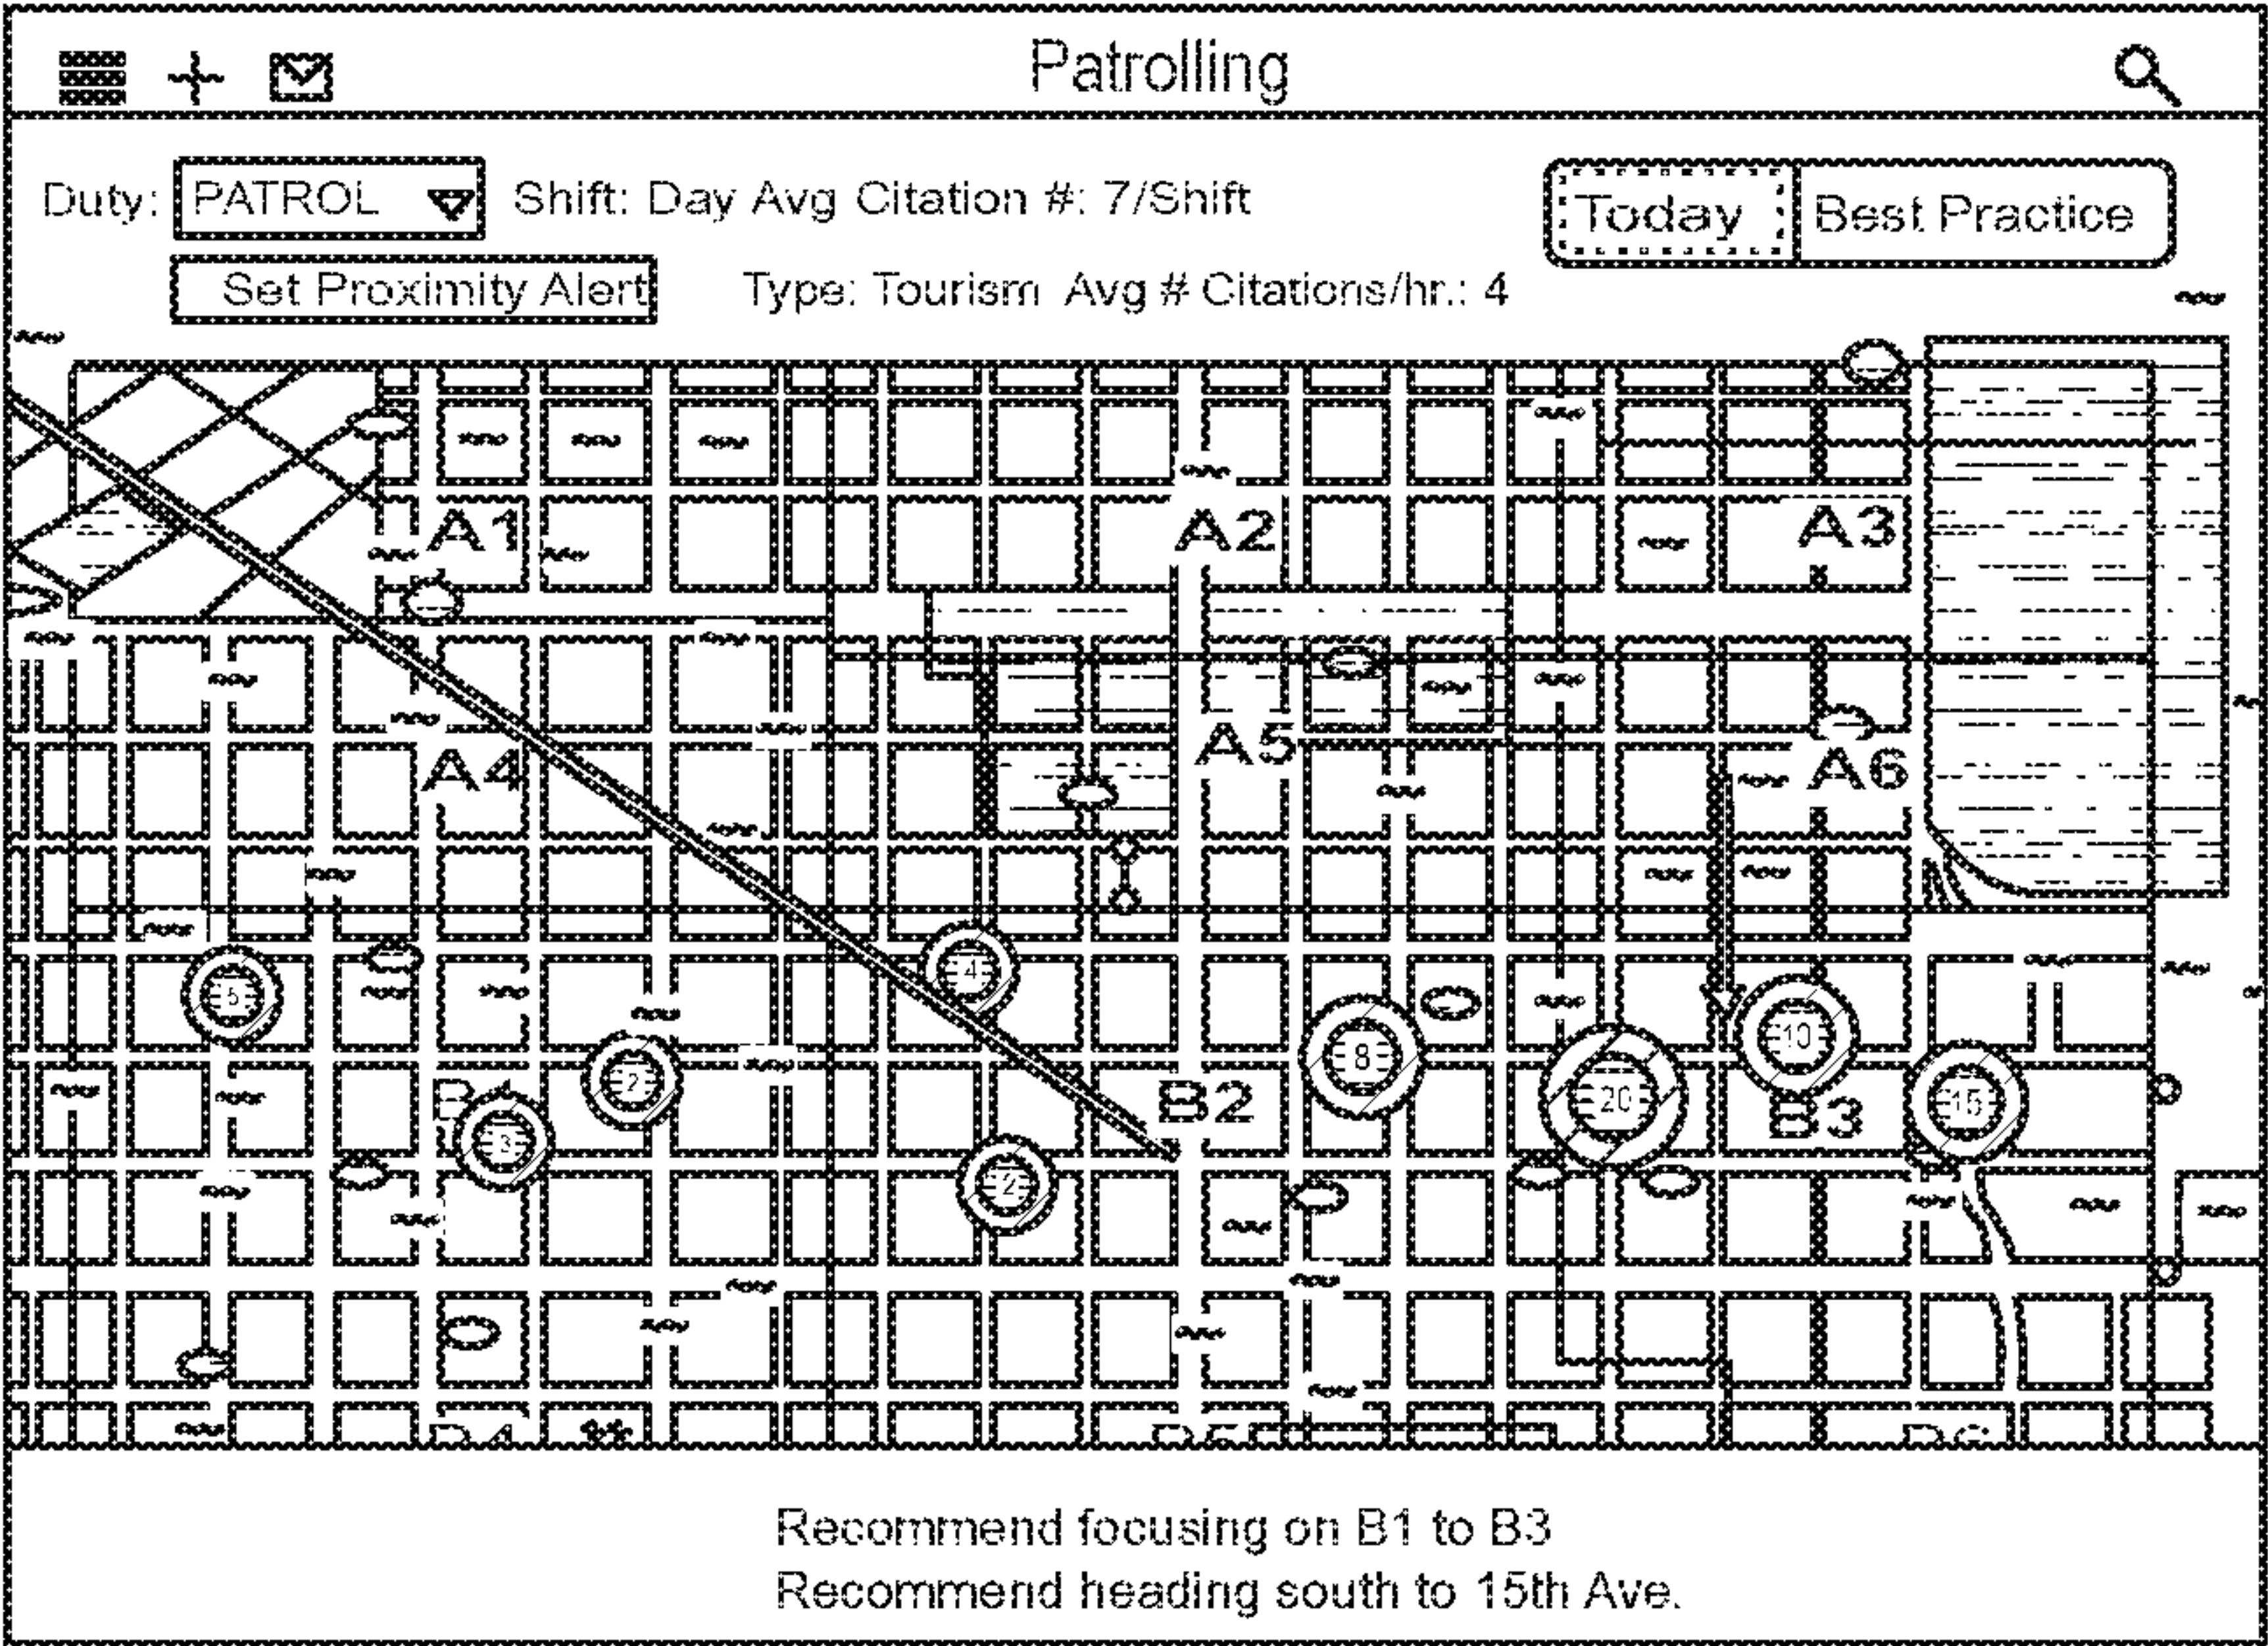 Patrolling
Duty: PATROL Shift: Day Avg Citation #: 7/Shift
Today Best Practice
Set Proximity Alert Type: Tourism Avg # Citations/hr.: 4
A1 A2 A3
A4 A5 A6
5 4 8 10
2 20 15
B2 B3
3 2
Recommend focusing on B1 to B3
Recommend heading south to 15th Ave.